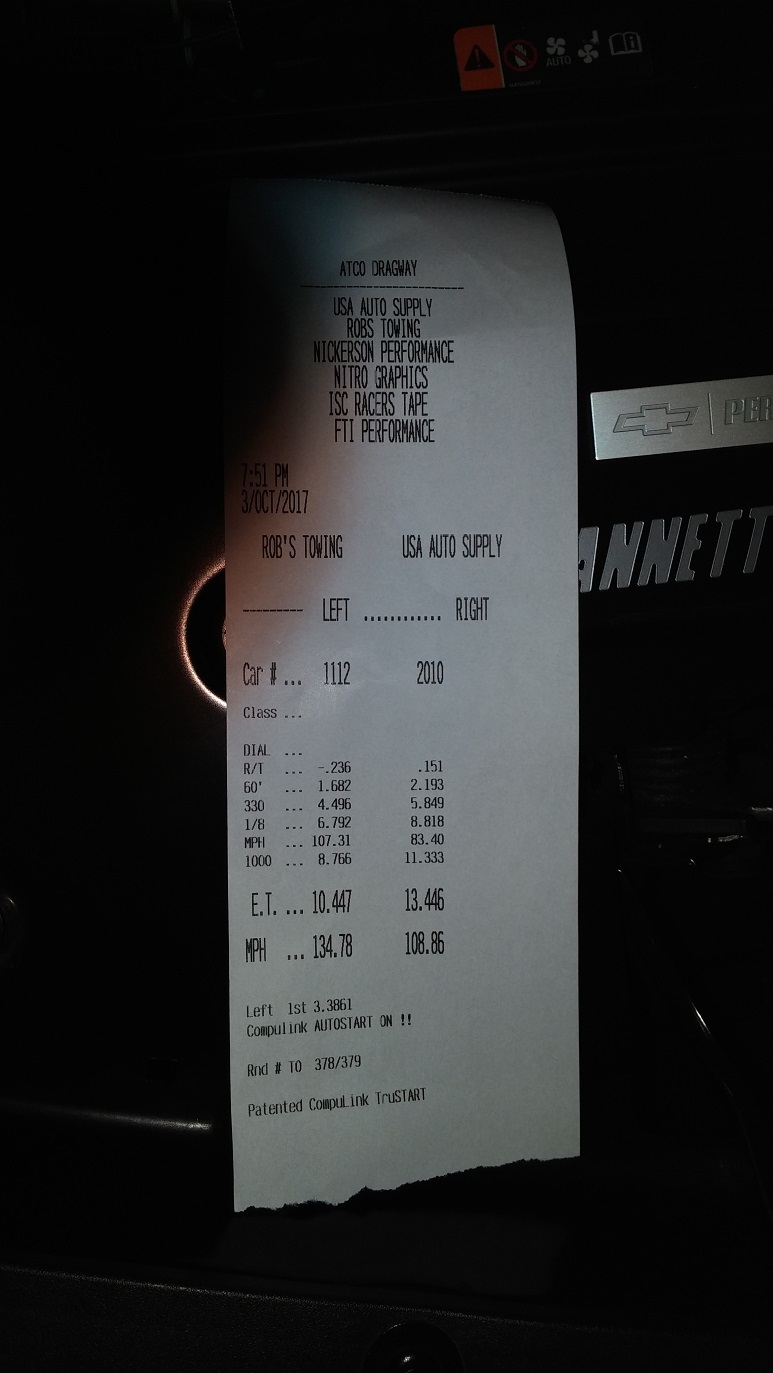 AUTO
ATCO DRAGWAY
USA AUTO SUPPLY
ROBS TOWING
NICKERSON PERFORMANCE
NITRO GRAPHICS
ISC RACERS TAPE
FTI PERFORMANCE
7:51 PM
3/OCT/2017
ROB'S TOWING USA AUTO SUPPLY
--------- LEFT ............ RIGHT
Car # ... 1112 2010
Class ...
DIAL ...
R/T ... -.236 .151
60' ... 1.682 2.193
330 ... 4.496 5.849
1/8 ... 6.792 8.818
MPH ... 107.31 83.40
1000 ... 8.766 11.333
E.T. ... 10.447 13.446
MPH ... 134.78 108.86
Left 1st 3.3861
Compulink AUTOSTART ON !!
Rnd # TO 378/379
Patented CompuLink TruSTART
PER
ANNETT